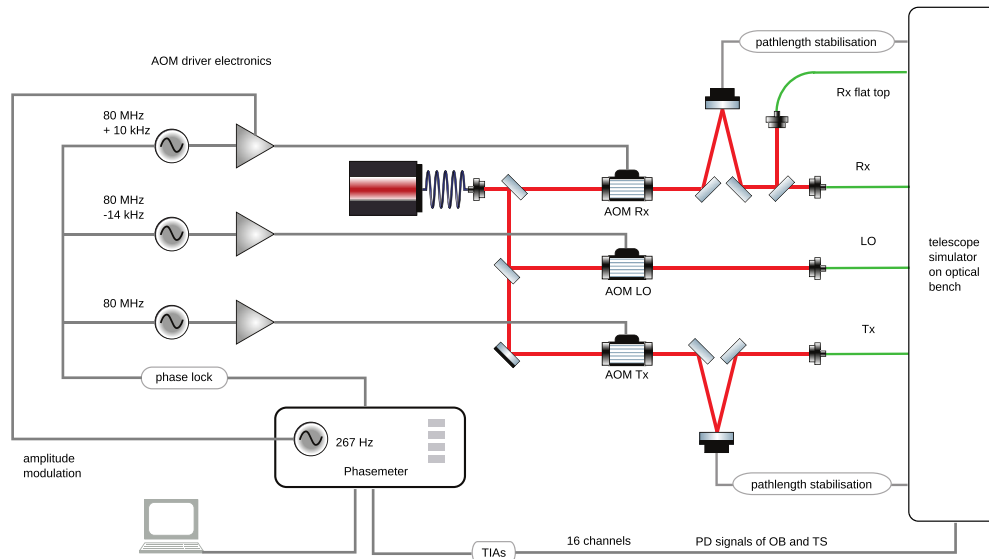 pathlength stabilisation
AOM driver electronics
Rx flat top
80 MHz
+ 10 kHz
Rx
AOM Rx
80 MHz
-14 kHz
LO
telescope
simulator
on optical
bench
AOM LO
80 MHz
Tx
AOM Tx
phase lock
267 Hz
amplitude
modulation
Phasemeter
pathlength stabilisation
16 channels
PD signals of OB and TS
TIAs